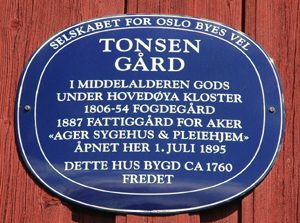 SELSKABET FOR OSLO BYES VEL
TONSEN
GÅRD
I MIDDELALDEREN GODS
UNDER HOVEDØYA KLOSTER
1806-54 FOGDEGÅRD
1887 FATTIGGÅRD FOR AKER
«AGER SYGEHUS & PLEIEHJEM»
ÅPNET HER 1. JULI 1895
DETTE HUS BYGD CA 1760
FREDET